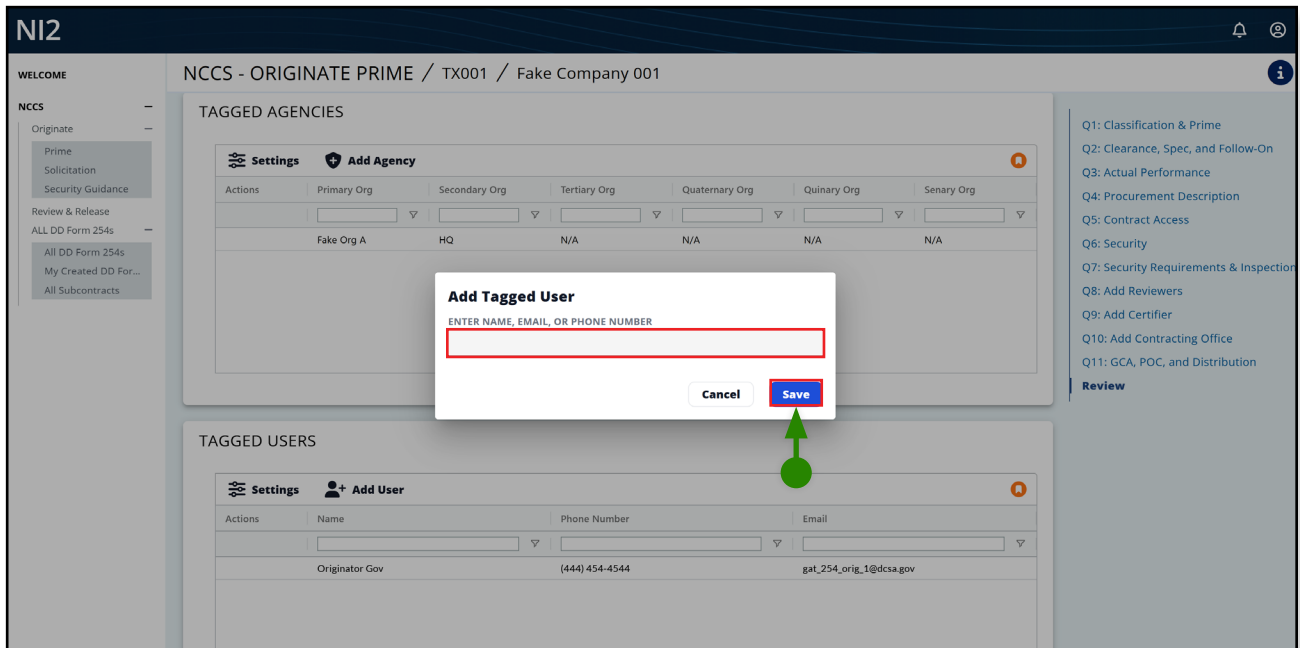 NI2
WELCOME
NCCS
Originate
Prime
Solicitation
Security Guidance
Review & Release
ALL DD Form 254s
All DD Form 254s
My Created DD For...
All Subcontracts
NCCS - ORIGINATE PRIME / TX001 / Fake Company 001
i
TAGGED AGENCIES
Settings Add Agency
Actions Primary Org Secondary Org Tertiary Org Quaternary Org Quinary Org Senary Org
Fake Org A HQ N/A N/A N/A N/A
Add Tagged User
ENTER NAME, EMAIL, OR PHONE NUMBER
Cancel Save
TAGGED USERS
Settings Add User
Actions Name Phone Number Email
Originator Gov (444) 454-4544 gat_254_orig_1@dcsa.gov
Q1: Classification & Prime
Q2: Clearance, Spec, and Follow-On
Q3: Actual Performance
Q4: Procurement Description
Q5: Contract Access
Q6: Security
Q7: Security Requirements & Inspection
Q8: Add Reviewers
Q9: Add Certifier
Q10: Add Contracting Office
Q11: GCA, POC, and Distribution
Review